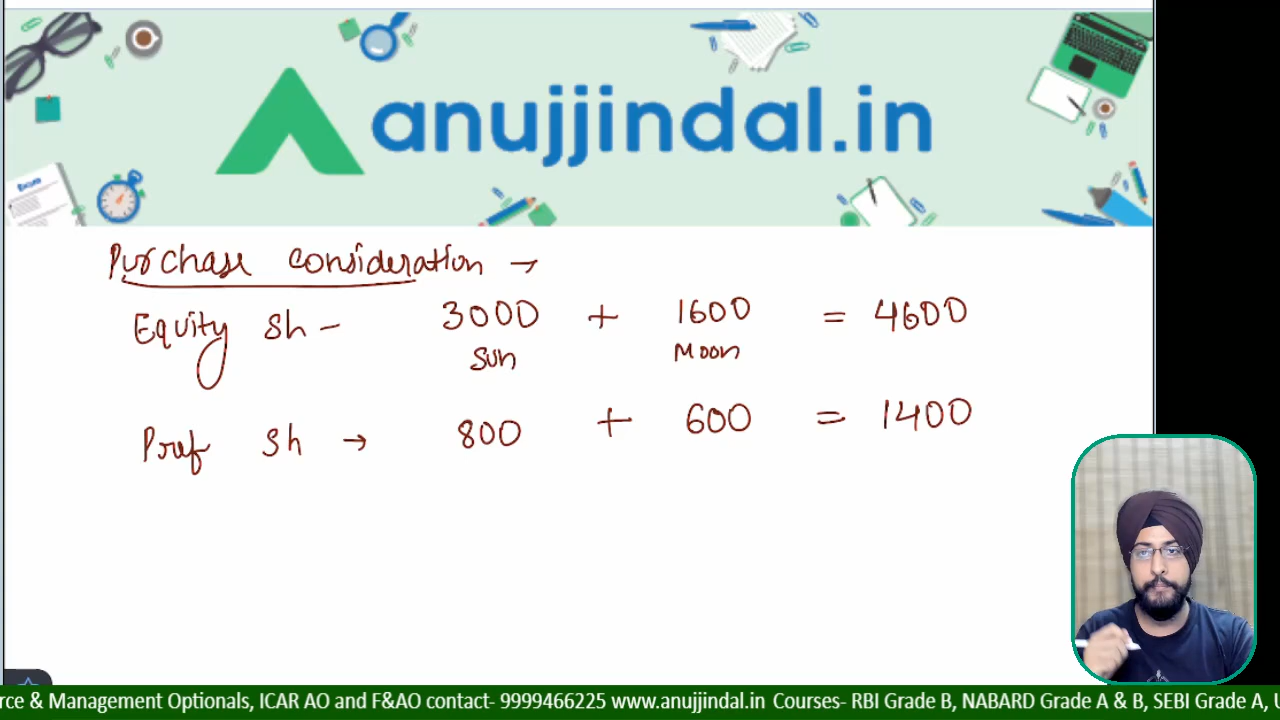 anujjindal.in
Purchase consideration →
Equity Sh - 3000 + 1600 = 4600
Sun Moon
Pref Sh → 800 + 600 = 1400
rce & Management Optionals, ICAR AO and F&AO contact- 9999466225 www.anujjindal.in Courses- RBI Grade B, NABARD Grade A & B, SEBI Grade A, U